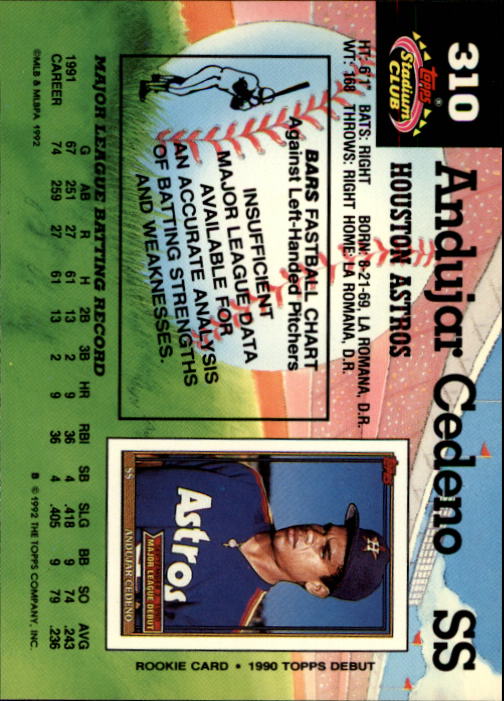 310
Topps®
Stadium
CLUB
Andujar Cedeno SS
HOUSTON ASTROS
HT: 6'1" BATS: RIGHT BORN: 8-21-69, LA ROMANA, D.R.
WT: 168 THROWS: RIGHT HOME: LA ROMANA, D.R.
BARS FASTBALL CHART
Against Left-Handed Pitchers
INSUFFICIENT
MAJOR LEAGUE DATA
AVAILABLE FOR
AN ACCURATE ANALYSIS
OF BATTING STRENGTHS
AND WEAKNESSES.
Topps
Astros
MAJOR LEAGUE DEBUT
SS
ANDUJAR CEDENO
ROOKIE CARD • 1990 TOPPS DEBUT
MAJOR LEAGUE BATTING RECORD
G AB R H 2B 3B HR RBI SB SLG BB SO AVG
1991 67 251 27 61 13 2 9 36 4 .418 9 74 .243
CAREER 74 259 27 61 13 2 9 36 4 .405 9 79 .236
©MLB & MLBPA 1992
B © 1992 THE TOPPS COMPANY, INC.